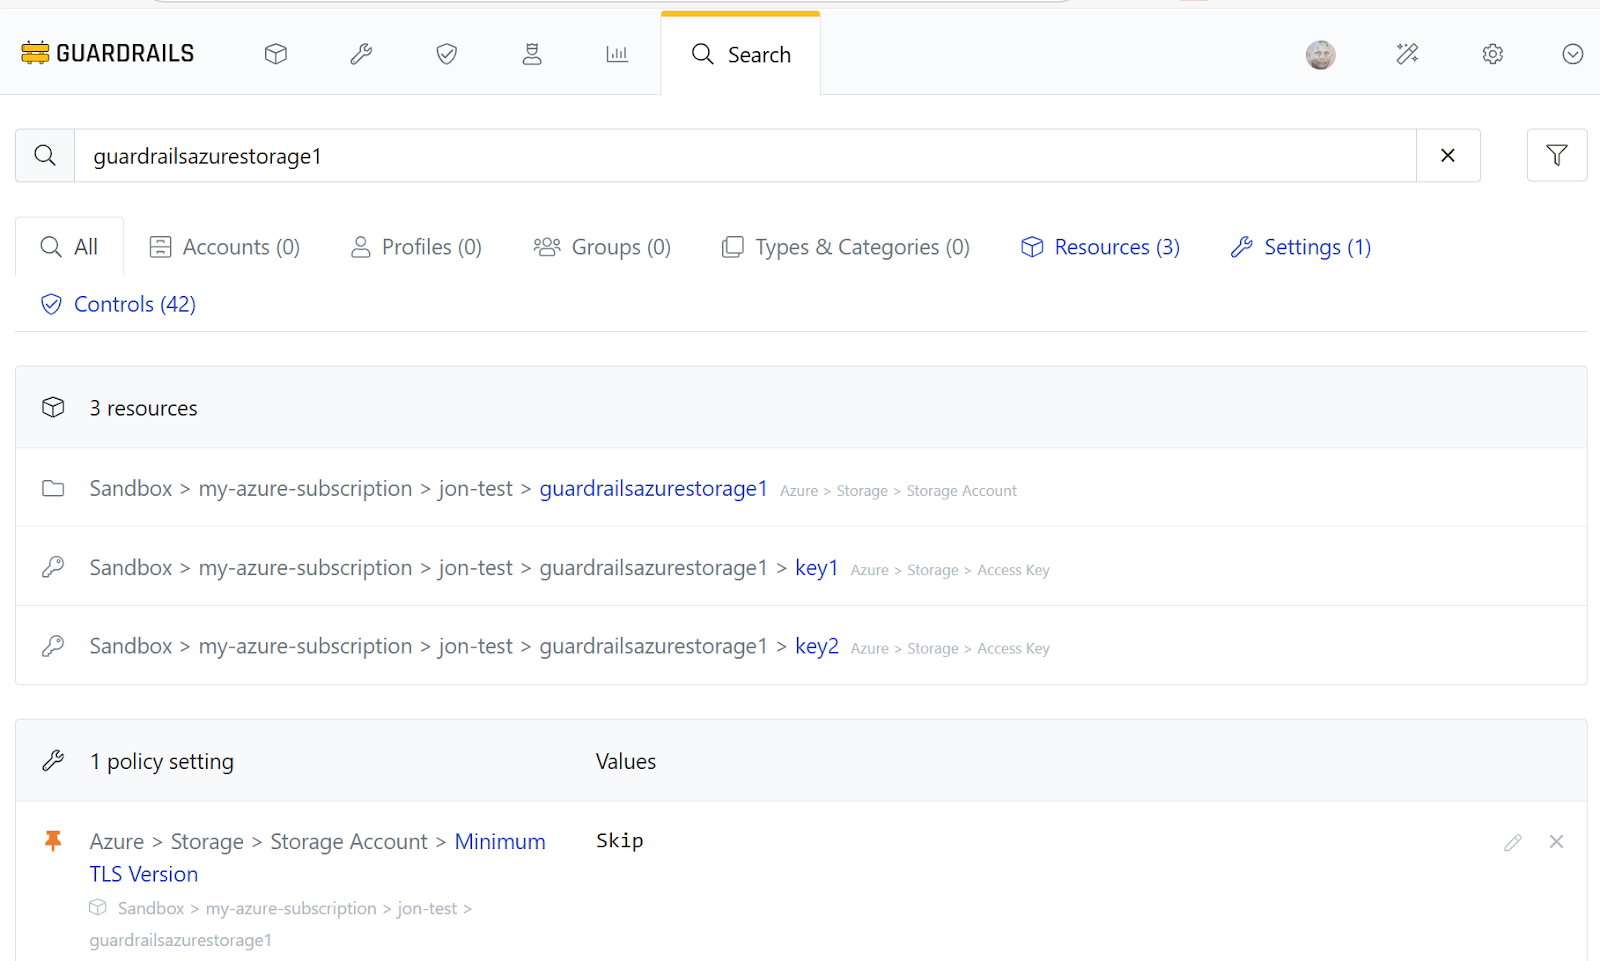 GUARDRAILS
Search
guardrailsazurestorage1
All
Accounts (0)
Profiles (0)
Groups (0)
Types & Categories (0)
Resources (3)
Settings (1)
Controls (42)
3 resources
Sandbox > my-azure-subscription > jon-test > guardrailsazurestorage1 Azure > Storage > Storage Account
Sandbox > my-azure-subscription > jon-test > guardrailsazurestorage1 > key1 Azure > Storage > Access Key
Sandbox > my-azure-subscription > jon-test > guardrailsazurestorage1 > key2 Azure > Storage > Access Key
1 policy setting
Values
Azure > Storage > Storage Account > Minimum
TLS Version
Skip
Sandbox > my-azure-subscription > jon-test >
guardrailsazurestorage1